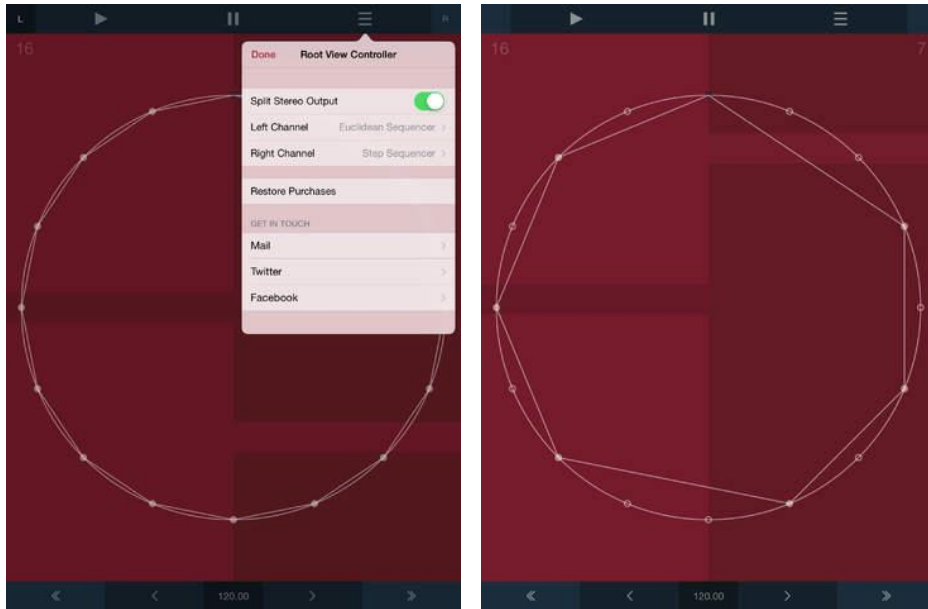 L R
16
Done Root View Controller
Split Stereo Output
Left Channel Euclidean Sequencer
Right Channel Step Sequencer
Restore Purchases
GET IN TOUCH
Mail
Twitter
Facebook
120.00
16 7
120.00